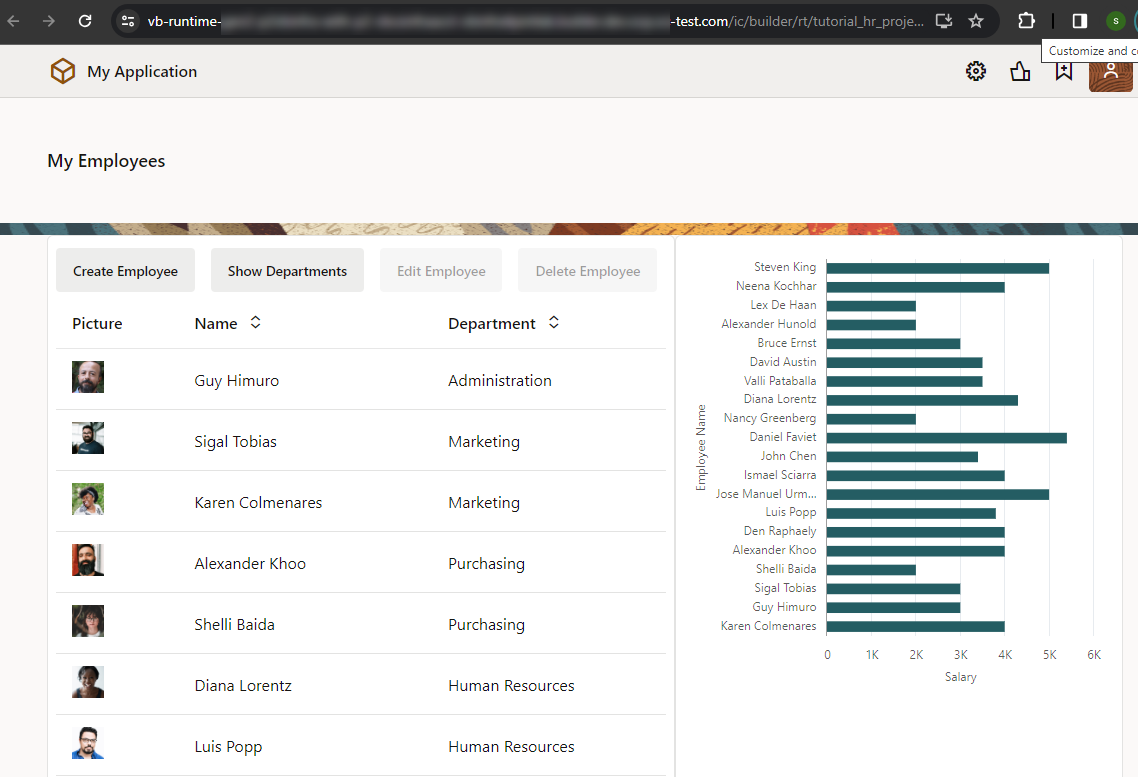 vb-runtime-
-test.com/ic/builder/rt/tutorial_hr_proje...
S
Customize and c
My Application
My Employees
Create Employee
Show Departments
Edit Employee
Delete Employee
Picture
Name
Department
Guy Himuro
Administration
Sigal Tobias
Marketing
Karen Colmenares
Marketing
Alexander Khoo
Purchasing
Shelli Baida
Purchasing
Diana Lorentz
Human Resources
Luis Popp
Human Resources
Employee Name
Steven King
Neena Kochhar
Lex De Haan
Alexander Hunold
Bruce Ernst
David Austin
Valli Pataballa
Diana Lorentz
Nancy Greenberg
Daniel Faviet
John Chen
Ismael Sciarra
Jose Manuel Urm...
Luis Popp
Den Raphaely
Alexander Khoo
Shelli Baida
Sigal Tobias
Guy Himuro
Karen Colmenares
0 1K 2K 3K 4K 5K 6K
Salary